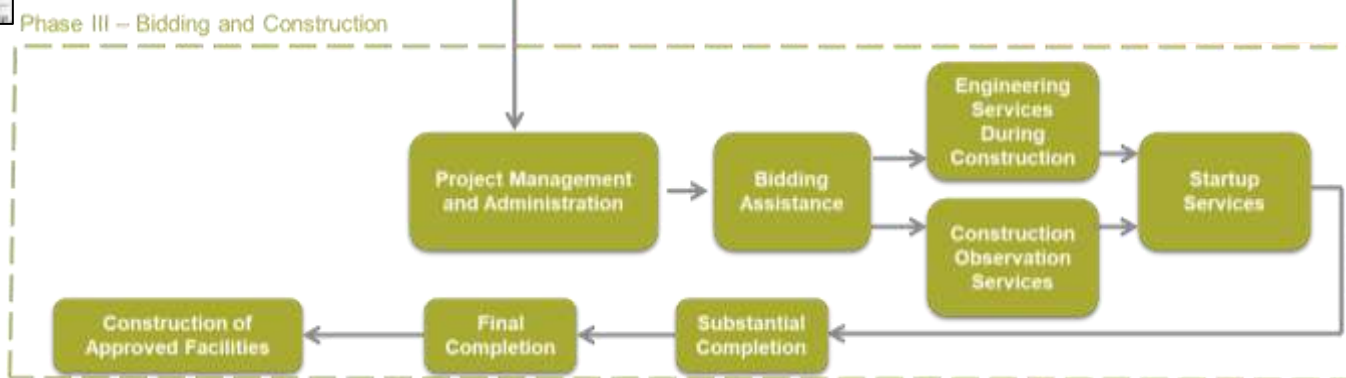 Phase III – Bidding and Construction
Engineering
Services
During
Construction
Project Management
and Administration
Bidding
Assistance
Startup
Services
Construction
Observation
Services
Construction of
Approved Facilities
Final
Completion
Substantial
Completion